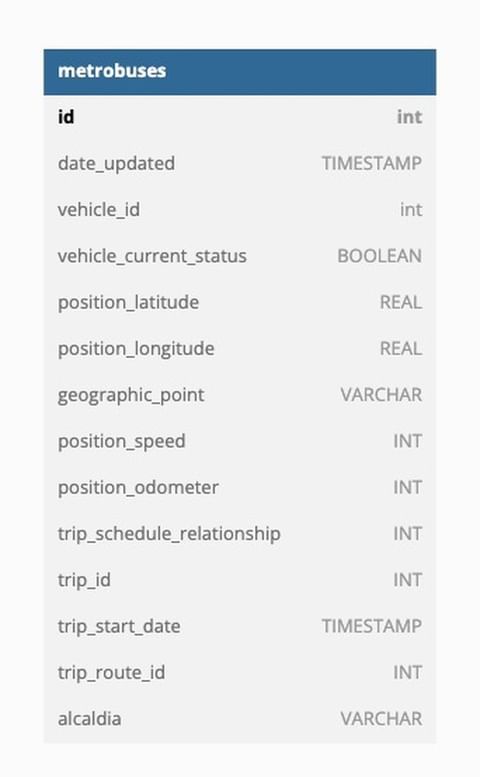 metrobuses
id int
date_updated TIMESTAMP
vehicle_id int
vehicle_current_status BOOLEAN
position_latitude REAL
position_longitude REAL
geographic_point VARCHAR
position_speed INT
position_odometer INT
trip_schedule_relationship INT
trip_id INT
trip_start_date TIMESTAMP
trip_route_id INT
alcaldia VARCHAR